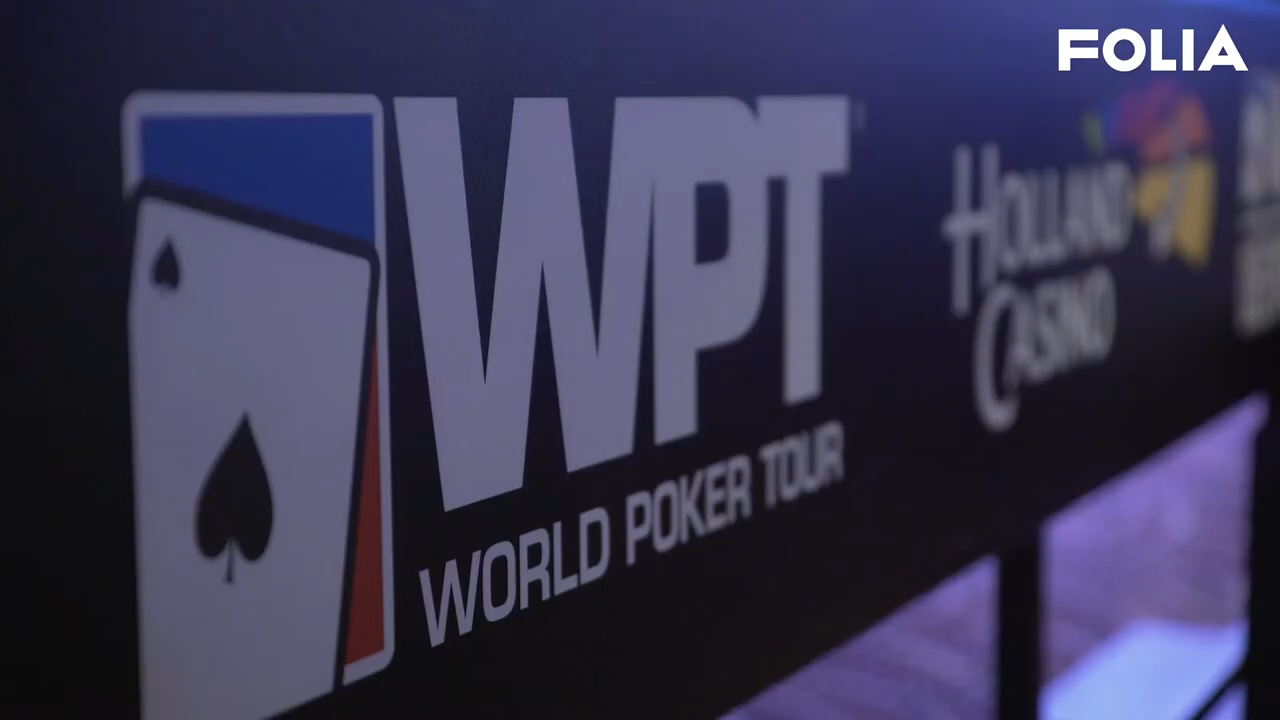 FOLIA
WPT
WORLD POKER TOUR
HOLLAND
CASINO